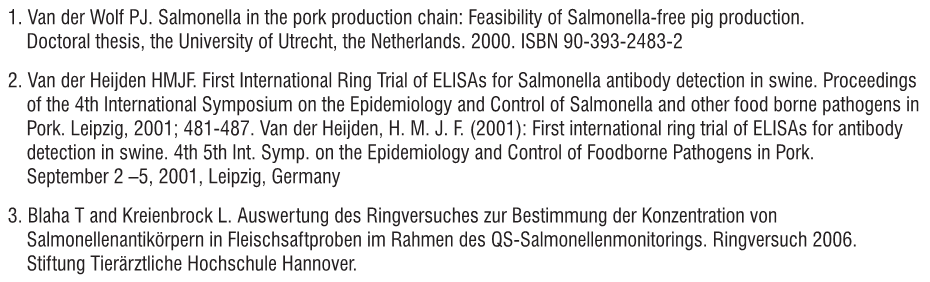 1. Van der Wolf PJ. Salmonella in the pork production chain: Feasibility of Salmonella-free pig production.
Doctoral thesis, the University of Utrecht, the Netherlands. 2000. ISBN 90-393-2483-2
2. Van der Heijden HMJF. First International Ring Trial of ELISAs for Salmonella antibody detection in swine. Proceedings
of the 4th International Symposium on the Epidemiology and Control of Salmonella and other food borne pathogens in
Pork. Leipzig, 2001; 481-487. Van der Heijden, H. M. J. F. (2001): First international ring trial of ELISAs for antibody
detection in swine. 4th 5th Int. Symp. on the Epidemiology and Control of Foodborne Pathogens in Pork.
September 2 –5, 2001, Leipzig, Germany
3. Blaha T and Kreienbrock L. Auswertung des Ringversuches zur Bestimmung der Konzentration von
Salmonellenantikörpern in Fleischsaftproben im Rahmen des QS-Salmonellenmonitorings. Ringversuch 2006.
Stiftung Tierärztliche Hochschule Hannover.